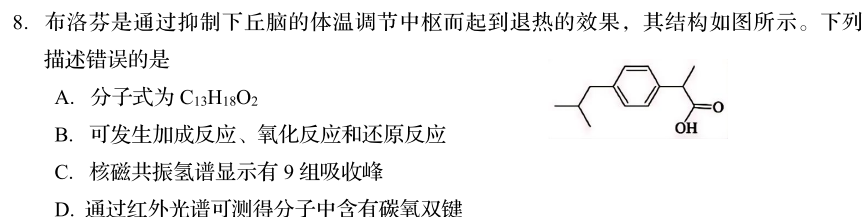 8. 布洛芬是通过抑制下丘脑的体温调节中枢而起到退热的效果，其结构如图所示。下列
描述错误的是
A. 分子式为 C₁₃H₁₈O₂
B. 可发生加成反应、氧化反应和还原反应
C. 核磁共振氢谱显示有 9 组吸收峰
D. 通过红外光谱可测得分子中含有碳氧双键
O
OH